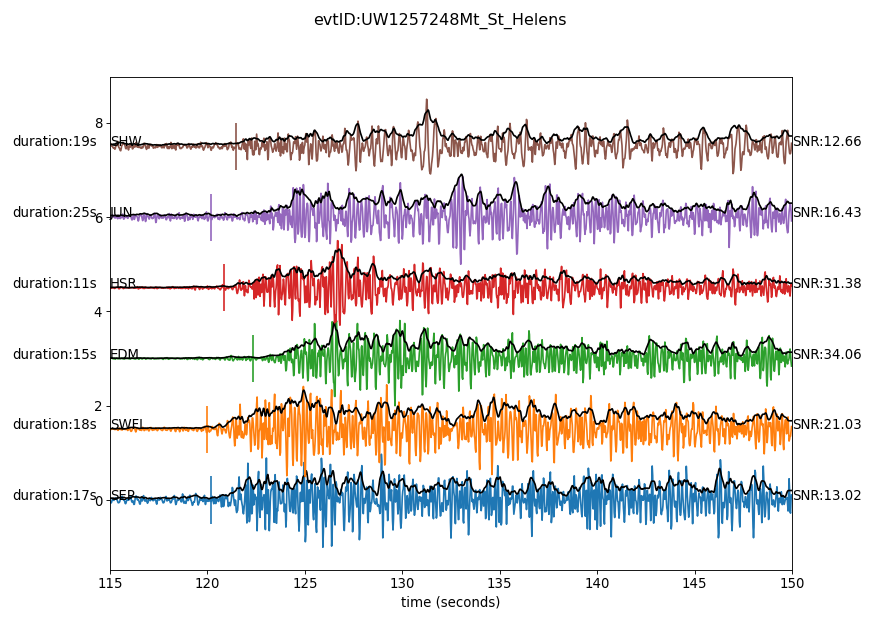 evtID:UW1257248Mt_St_Helens
8
duration:19s SHW SNR:12.66
duration:25s JUN SNR:16.43
6
duration:11s HSR SNR:31.38
4
duration:15s EDM SNR:34.06
2
duration:18s SWFL SNR:21.03
duration:17s SEP SNR:13.02
0
115 120 125 130 135 140 145 150
time (seconds)